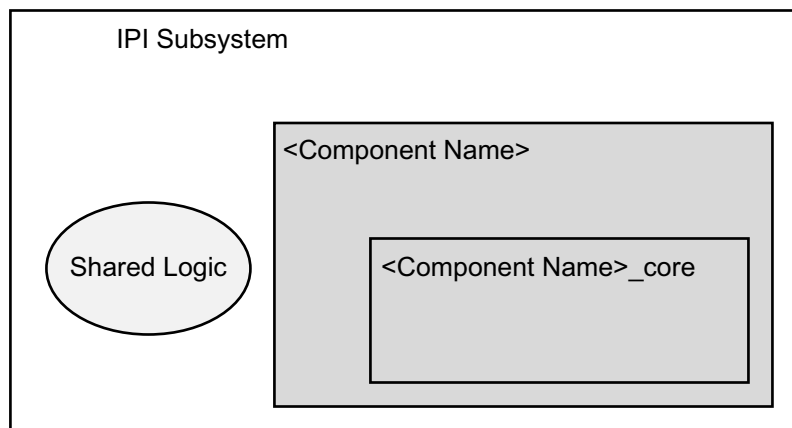 IPI Subsystem
<Component Name>
Shared Logic
<Component Name>_core